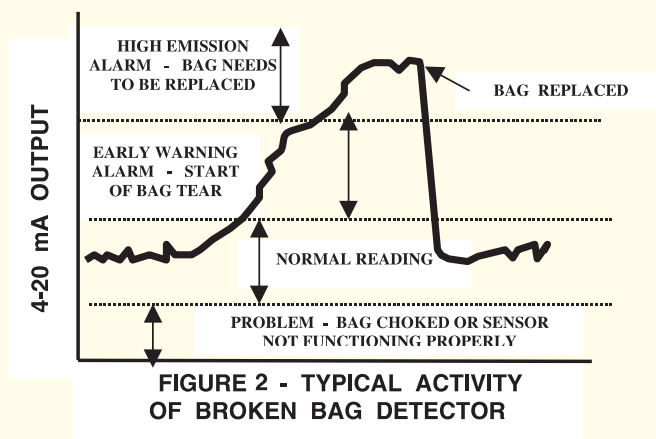 HIGH EMISSION
ALARM - BAG NEEDS
TO BE REPLACED
BAG REPLACED
EARLY WARNING
ALARM - START
OF BAG TEAR
4-20 mA OUTPUT
NORMAL READING
PROBLEM - BAG CHOKED OR SENSOR
NOT FUNCTIONING PROPERLY
FIGURE 2 - TYPICAL ACTIVITY
OF BROKEN BAG DETECTOR